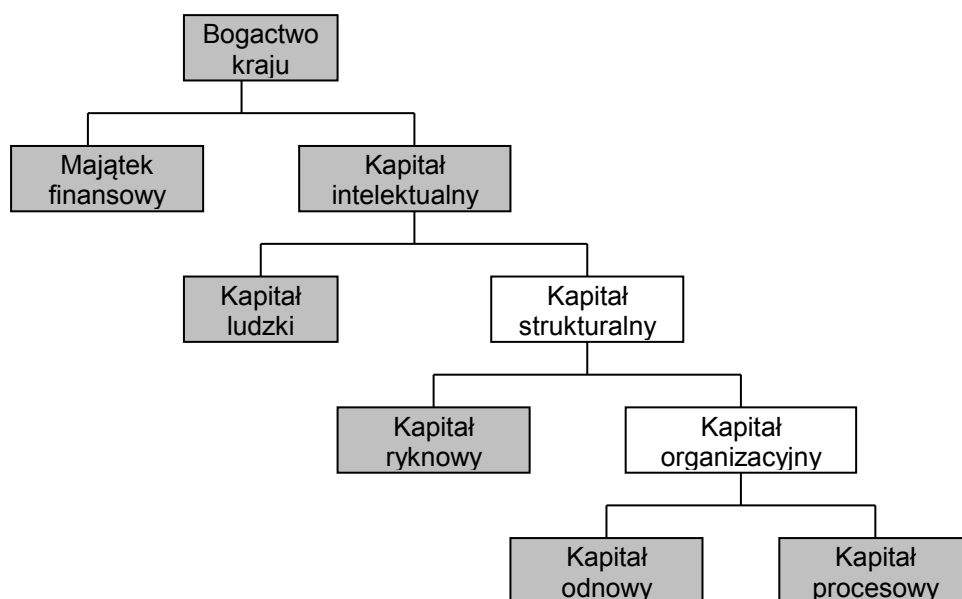 Bogactwo
kraju
Majątek
finansowy
Kapitał
intelektualny
Kapitał
ludzki
Kapitał
strukturalny
Kapitał
ryknowy
Kapitał
organizacyjny
Kapitał
odnowy
Kapitał
procesowy